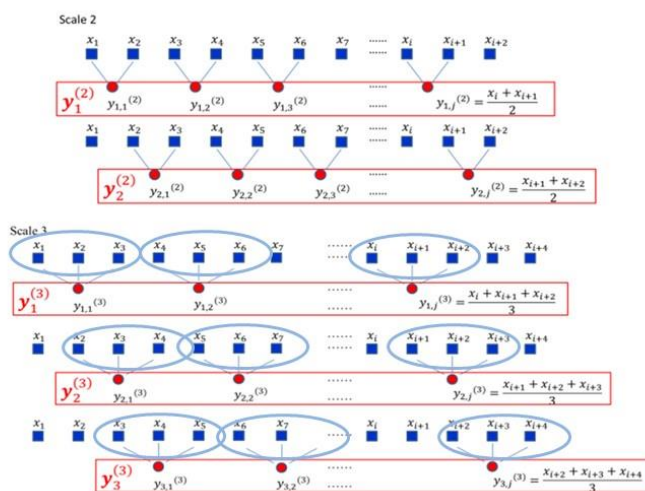 Scale 2
x₁ x₂ x₃ x₄ x₅ x₆ x₇ ...... xᵢ xᵢ₊₁ xᵢ₊₂
......
y₁⁽²⁾ y₁,₁⁽²⁾ y₁,₂⁽²⁾ y₁,₃⁽²⁾ ...... y₁,ⱼ⁽²⁾ = (xᵢ + xᵢ₊₁)/2
......
x₁ x₂ x₃ x₄ x₅ x₆ x₇ ...... xᵢ xᵢ₊₁ xᵢ₊₂
......
y₂⁽²⁾ y₂,₁⁽²⁾ y₂,₂⁽²⁾ y₂,₃⁽²⁾ ...... y₂,ⱼ⁽²⁾ = (xᵢ₊₁ + xᵢ₊₂)/2
Scale 3
x₁ x₂ x₃ x₄ x₅ x₆ x₇ ...... xᵢ xᵢ₊₁ xᵢ₊₂ xᵢ₊₃ xᵢ₊₄
......
y₁⁽³⁾ y₁,₁⁽³⁾ y₁,₂⁽³⁾ ...... y₁,ⱼ⁽³⁾ = (xᵢ + xᵢ₊₁ + xᵢ₊₂)/3
x₁ x₂ x₃ x₄ x₅ x₆ x₇ ...... xᵢ xᵢ₊₁ xᵢ₊₂ xᵢ₊₃ xᵢ₊₄
......
y₂⁽³⁾ y₂,₁⁽³⁾ y₂,₂⁽³⁾ ...... y₂,ⱼ⁽³⁾ = (xᵢ₊₁ + xᵢ₊₂ + xᵢ₊₃)/3
x₁ x₂ x₃ x₄ x₅ x₆ x₇ ...... xᵢ xᵢ₊₁ xᵢ₊₂ xᵢ₊₃ xᵢ₊₄
......
y₃⁽³⁾ y₃,₁⁽³⁾ y₃,₂⁽³⁾ ...... y₃,ⱼ⁽³⁾ = (xᵢ₊₂ + xᵢ₊₃ + xᵢ₊₄)/3